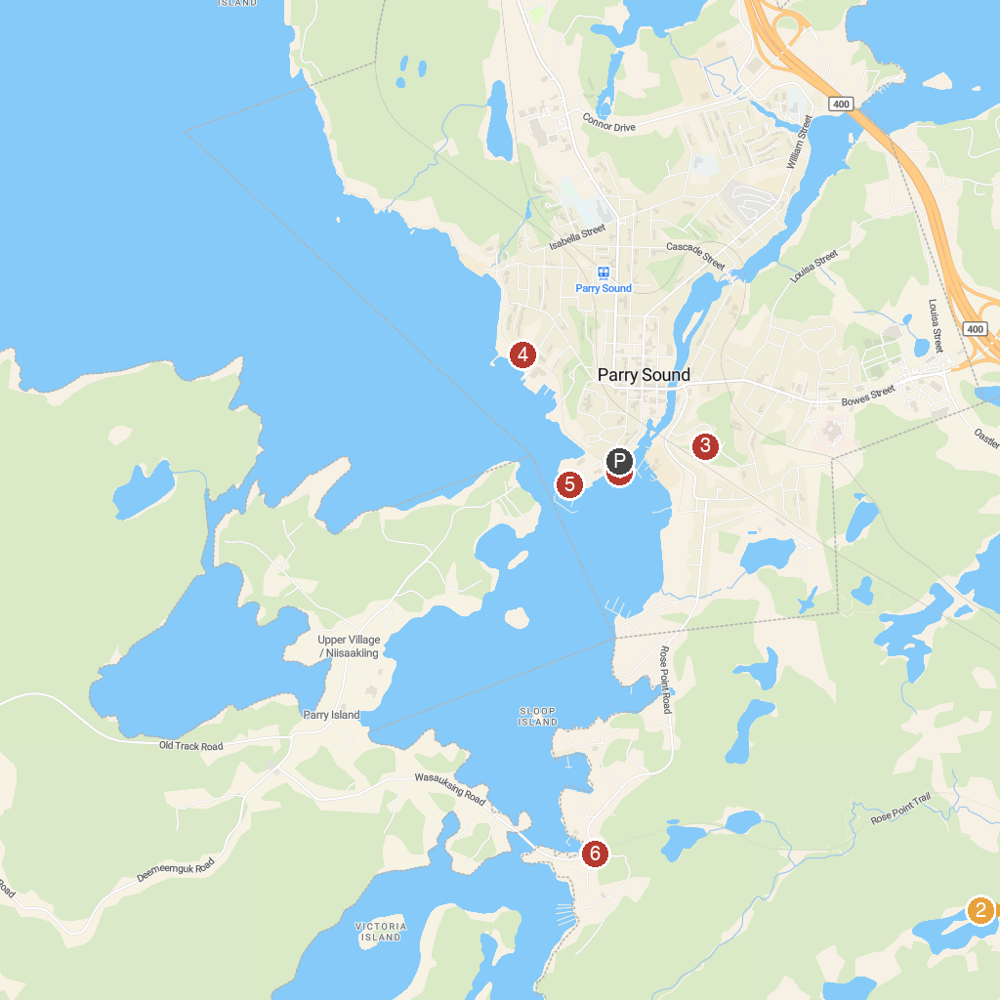 ISLAND
400
Connor Drive
William Street
Isabella Street
Cascade Street
Louisa Street
Parry Sound
Louisa Street
400
4
Parry Sound
Bowes Street
Oastler
3
P
5
Upper Village
/ Niisaakiing
Rose Point Road
Parry Island
SLOOP
ISLAND
Old Track Road
Wasauksing Road
Rose Point Trail
6
Deemeemguk Road
Road
2
VICTORIA
ISLAND